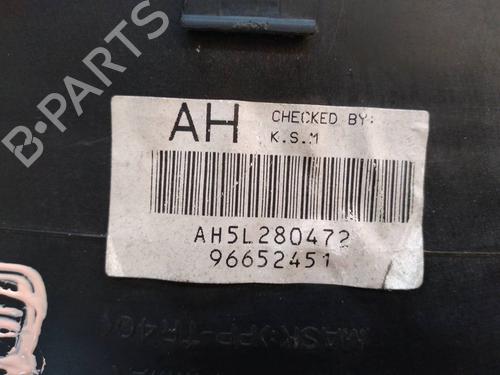 B-PARTS
AH
CHECKED BY:
K.S.M
AH5L280472
96652451